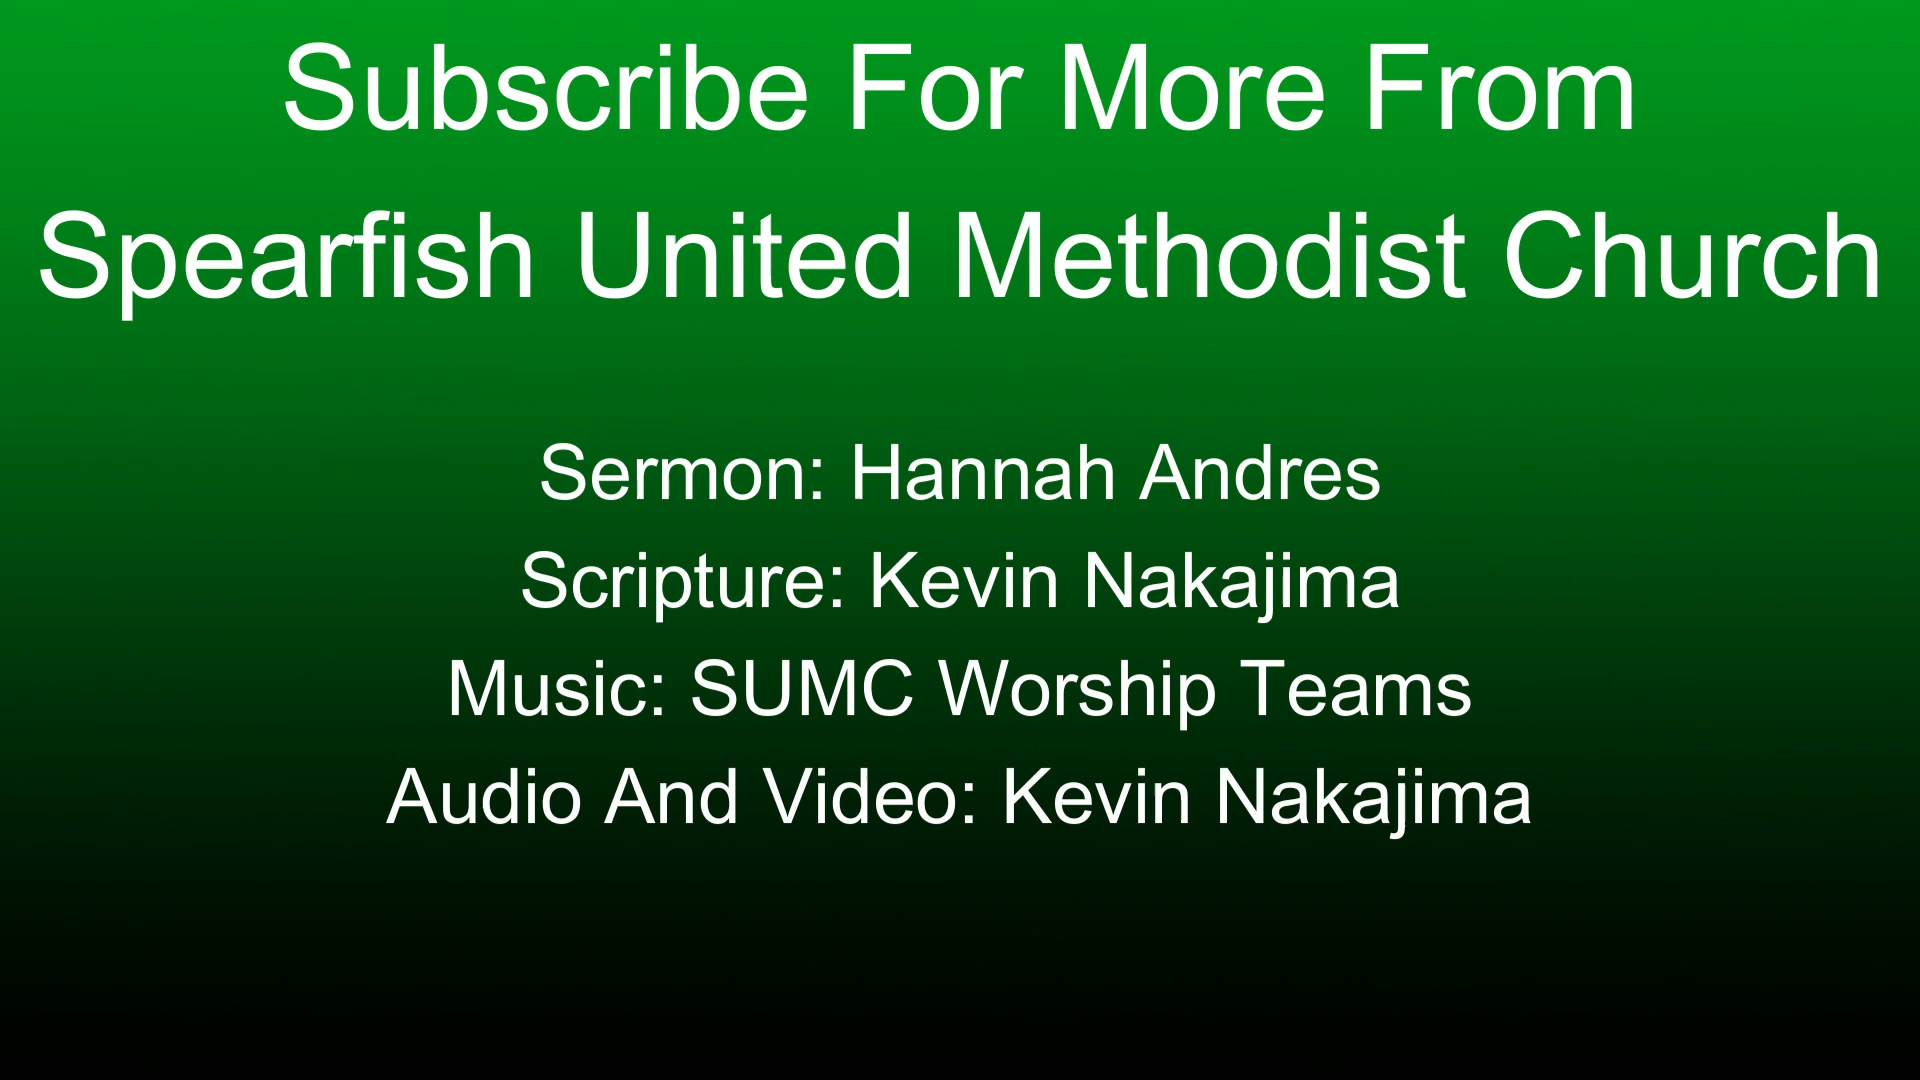 Subscribe For More From
Spearfish United Methodist Church
Sermon: Hannah Andres
Scripture: Kevin Nakajima
Music: SUMC Worship Teams
Audio And Video: Kevin Nakajima